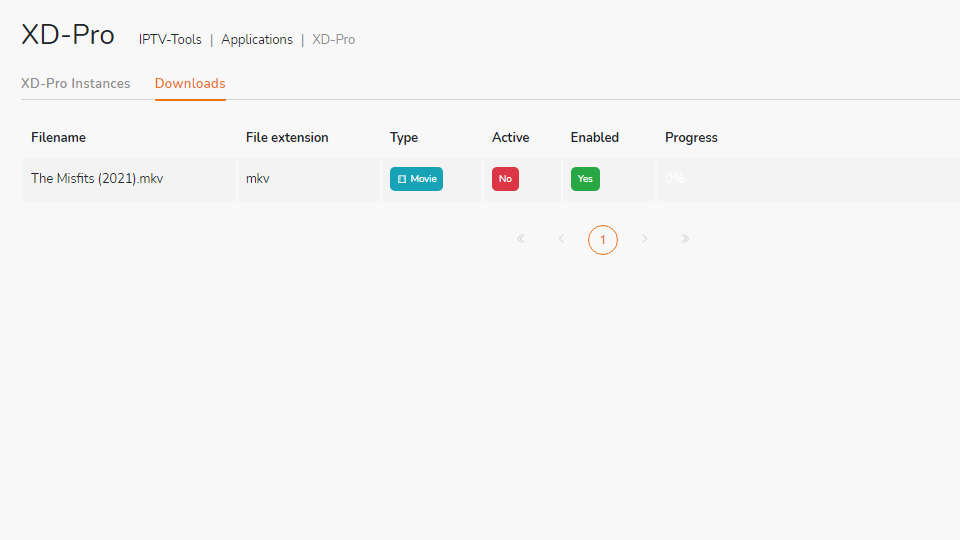 XD-Pro IPTV-Tools | Applications | XD-Pro
XD-Pro Instances Downloads
Filename File extension Type Active Enabled Progress
The Misfits (2021).mkv mkv Movie No Yes 0%
« ‹ 1 › »